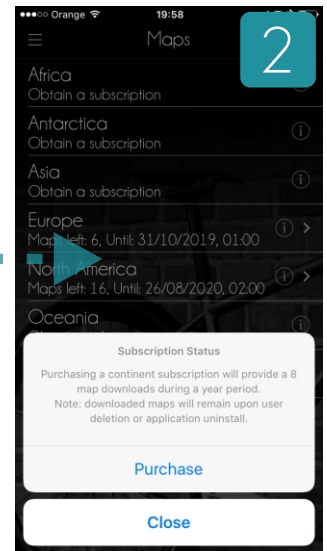 Orange 19:58
Maps
2
Africa
Obtain a subscription
Antarctica
Obtain a subscription
Asia
Obtain a subscription
Europe
Maps left: 6, Until: 31/10/2019, 01:00
North America
Maps left: 16, Until: 26/08/2020, 02:00
Oceania
Subscription Status
Purchasing a continent subscription will provide a 8
map downloads during a year period.
Note: downloaded maps will remain upon user
deletion or application uninstall.
Purchase
Close